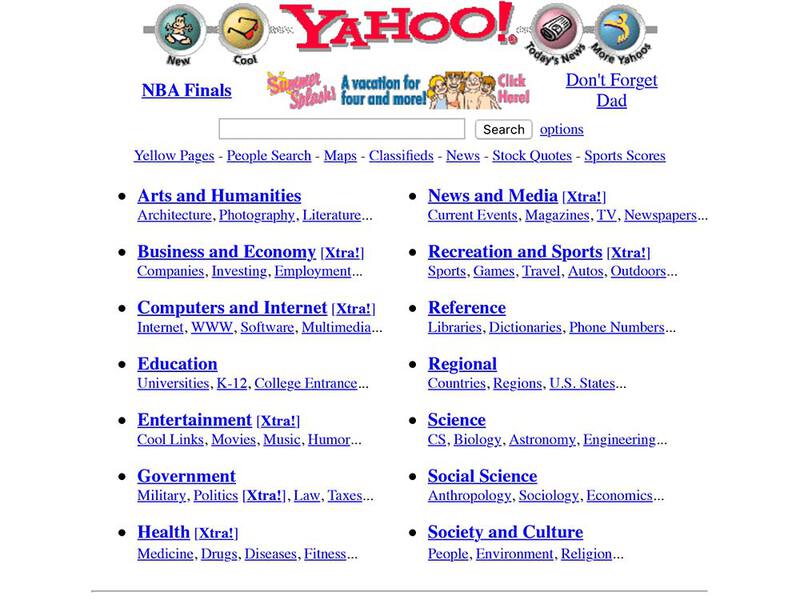 YAHOO!
New
Cool
Today's News
More Yahoos
NBA Finals
Summer Splash!
A vacation for four and more!
Click Here!
Don't Forget Dad
Search
options
Yellow Pages - People Search - Maps - Classifieds - News - Stock Quotes - Sports Scores
Arts and Humanities
Architecture, Photography, Literature...
Business and Economy [Xtra!]
Companies, Investing, Employment...
Computers and Internet [Xtra!]
Internet, WWW, Software, Multimedia...
Education
Universities, K-12, College Entrance...
Entertainment [Xtra!]
Cool Links, Movies, Music, Humor...
Government
Military, Politics [Xtra!], Law, Taxes...
Health [Xtra!]
Medicine, Drugs, Diseases, Fitness...
News and Media [Xtra!]
Current Events, Magazines, TV, Newspapers...
Recreation and Sports [Xtra!]
Sports, Games, Travel, Autos, Outdoors...
Reference
Libraries, Dictionaries, Phone Numbers...
Regional
Countries, Regions, U.S. States...
Science
CS, Biology, Astronomy, Engineering...
Social Science
Anthropology, Sociology, Economics...
Society and Culture
People, Environment, Religion...